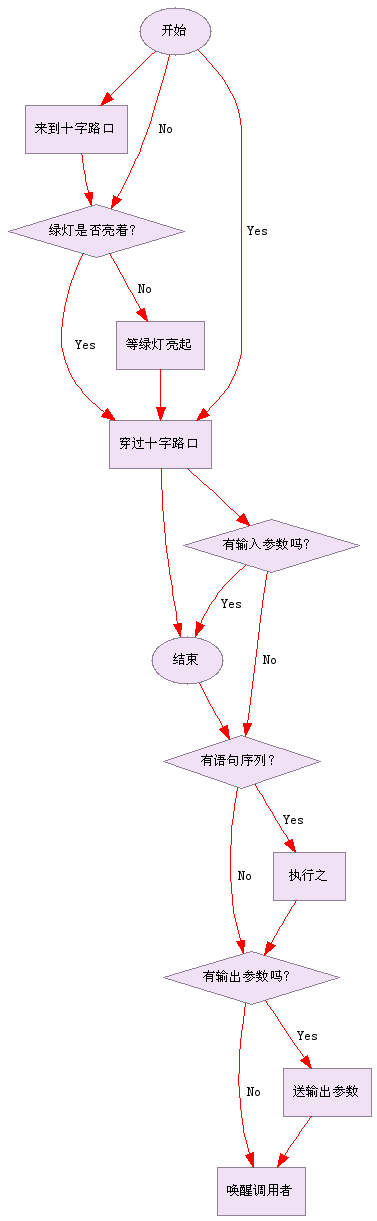 开始
来到十字路口
No
绿灯是否亮着?
Yes
No
Yes
等绿灯亮起
穿过十字路口
有输入参数吗?
Yes
结束
No
有语句序列?
Yes
No
执行之
有输出参数吗?
Yes
No
送输出参数
唤醒调用者